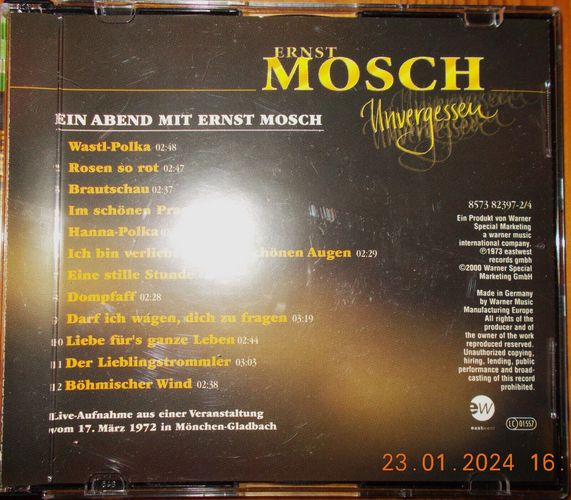 ERNST
MOSCH
Unvergessen
EIN ABEND MIT ERNST MOSCH
Wastl-Polka 02:48
Rosen so rot 02:47
Brautschau 02:37
Im schönen
Hanna-Polka
Ich bin Augen 02:29
Eine stille Stunde
Dompfaff 02:28
Darf ich wagen, dich zu fragen 03:19
10 Liebe für's ganze Leben 02:44
11 Der Lieblingstrommler 03:03
12 Böhmischer Wind 02:38
Live-Aufnahme aus einer Veranstaltung
vom 17. März 1972 in Mönchen-Gladbach
8573 82397-2/4
Ein Produkt von Warner
Special Marketing
a warner music
international company.
℗1973 eastwest
records gmbh
©2000 Warner Special
Marketing GmbH
Made in Germany
by Warner Music
Manufacturing Europe
All rights of the
producer and of
the owner of the work
reproduced reserved.
Unauthorized copying,
hiring, lending, public
performance and broad-
casting of this record
prohibited.
ew
eastwest
LC 01557
23.01.2024 16: